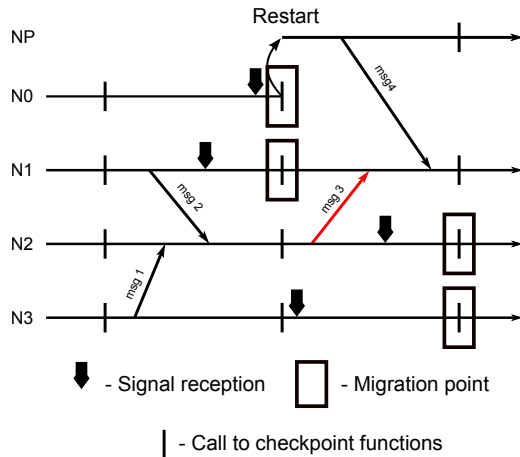 Restart
NP
msg4
N0
N1
msg 2
msg 3
N2
msg 1
N3
- Signal reception
- Migration point
- Call to checkpoint functions